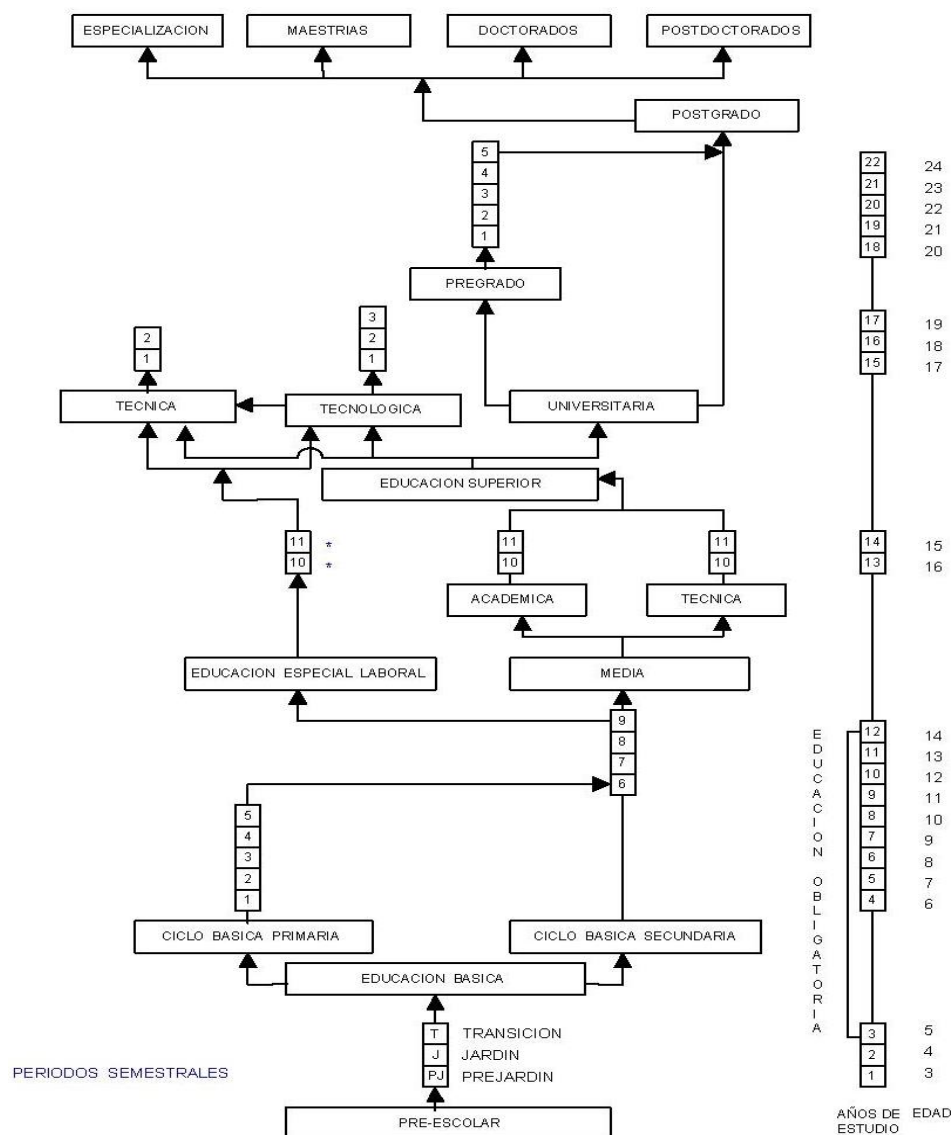 ESPECIALIZACION MAESTRIAS DOCTORADOS POSTDOCTORADOS
POSTGRADO
5 22 24
4 21 23
3 20 22
2 19 21
1 18 20
PREGRADO
3 17 19
2 2 16 18
1 1 15 17
TECNICA TECNOLOGICA UNIVERSITARIA
EDUCACION SUPERIOR
11 * 11 11 14 15
10 * 10 10 13 16
ACADEMICA TECNICA
EDUCACION ESPECIAL LABORAL MEDIA
9 12 14
8 11 13
7 10 12
6 9 11
5 8 10
4 7 9
3 6 8
2 5 7
1 4 6
EDUCACION OBLIGATORIA
CICLO BASICA PRIMARIA CICLO BASICA SECUNDARIA
EDUCACION BASICA
T TRANSICION 3 5
J JARDIN 2 4
PERIODOS SEMESTRALES PJ PREJARDIN 1 3
PRE-ESCOLAR
AÑOS DE EDAD
ESTUDIO